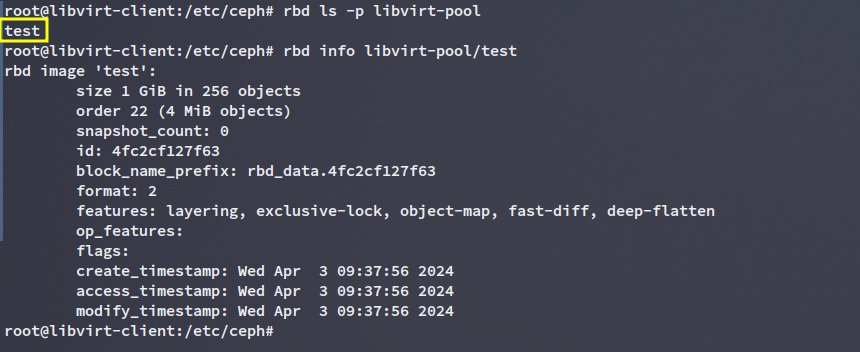 root@libvirt-client:/etc/ceph# rbd ls -p libvirt-pool
test
root@libvirt-client:/etc/ceph# rbd info libvirt-pool/test
rbd image 'test':
        size 1 GiB in 256 objects
        order 22 (4 MiB objects)
        snapshot_count: 0
        id: 4fc2cf127f63
        block_name_prefix: rbd_data.4fc2cf127f63
        format: 2
        features: layering, exclusive-lock, object-map, fast-diff, deep-flatten
        op_features:
        flags:
        create_timestamp: Wed Apr  3 09:37:56 2024
        access_timestamp: Wed Apr  3 09:37:56 2024
        modify_timestamp: Wed Apr  3 09:37:56 2024
root@libvirt-client:/etc/ceph#